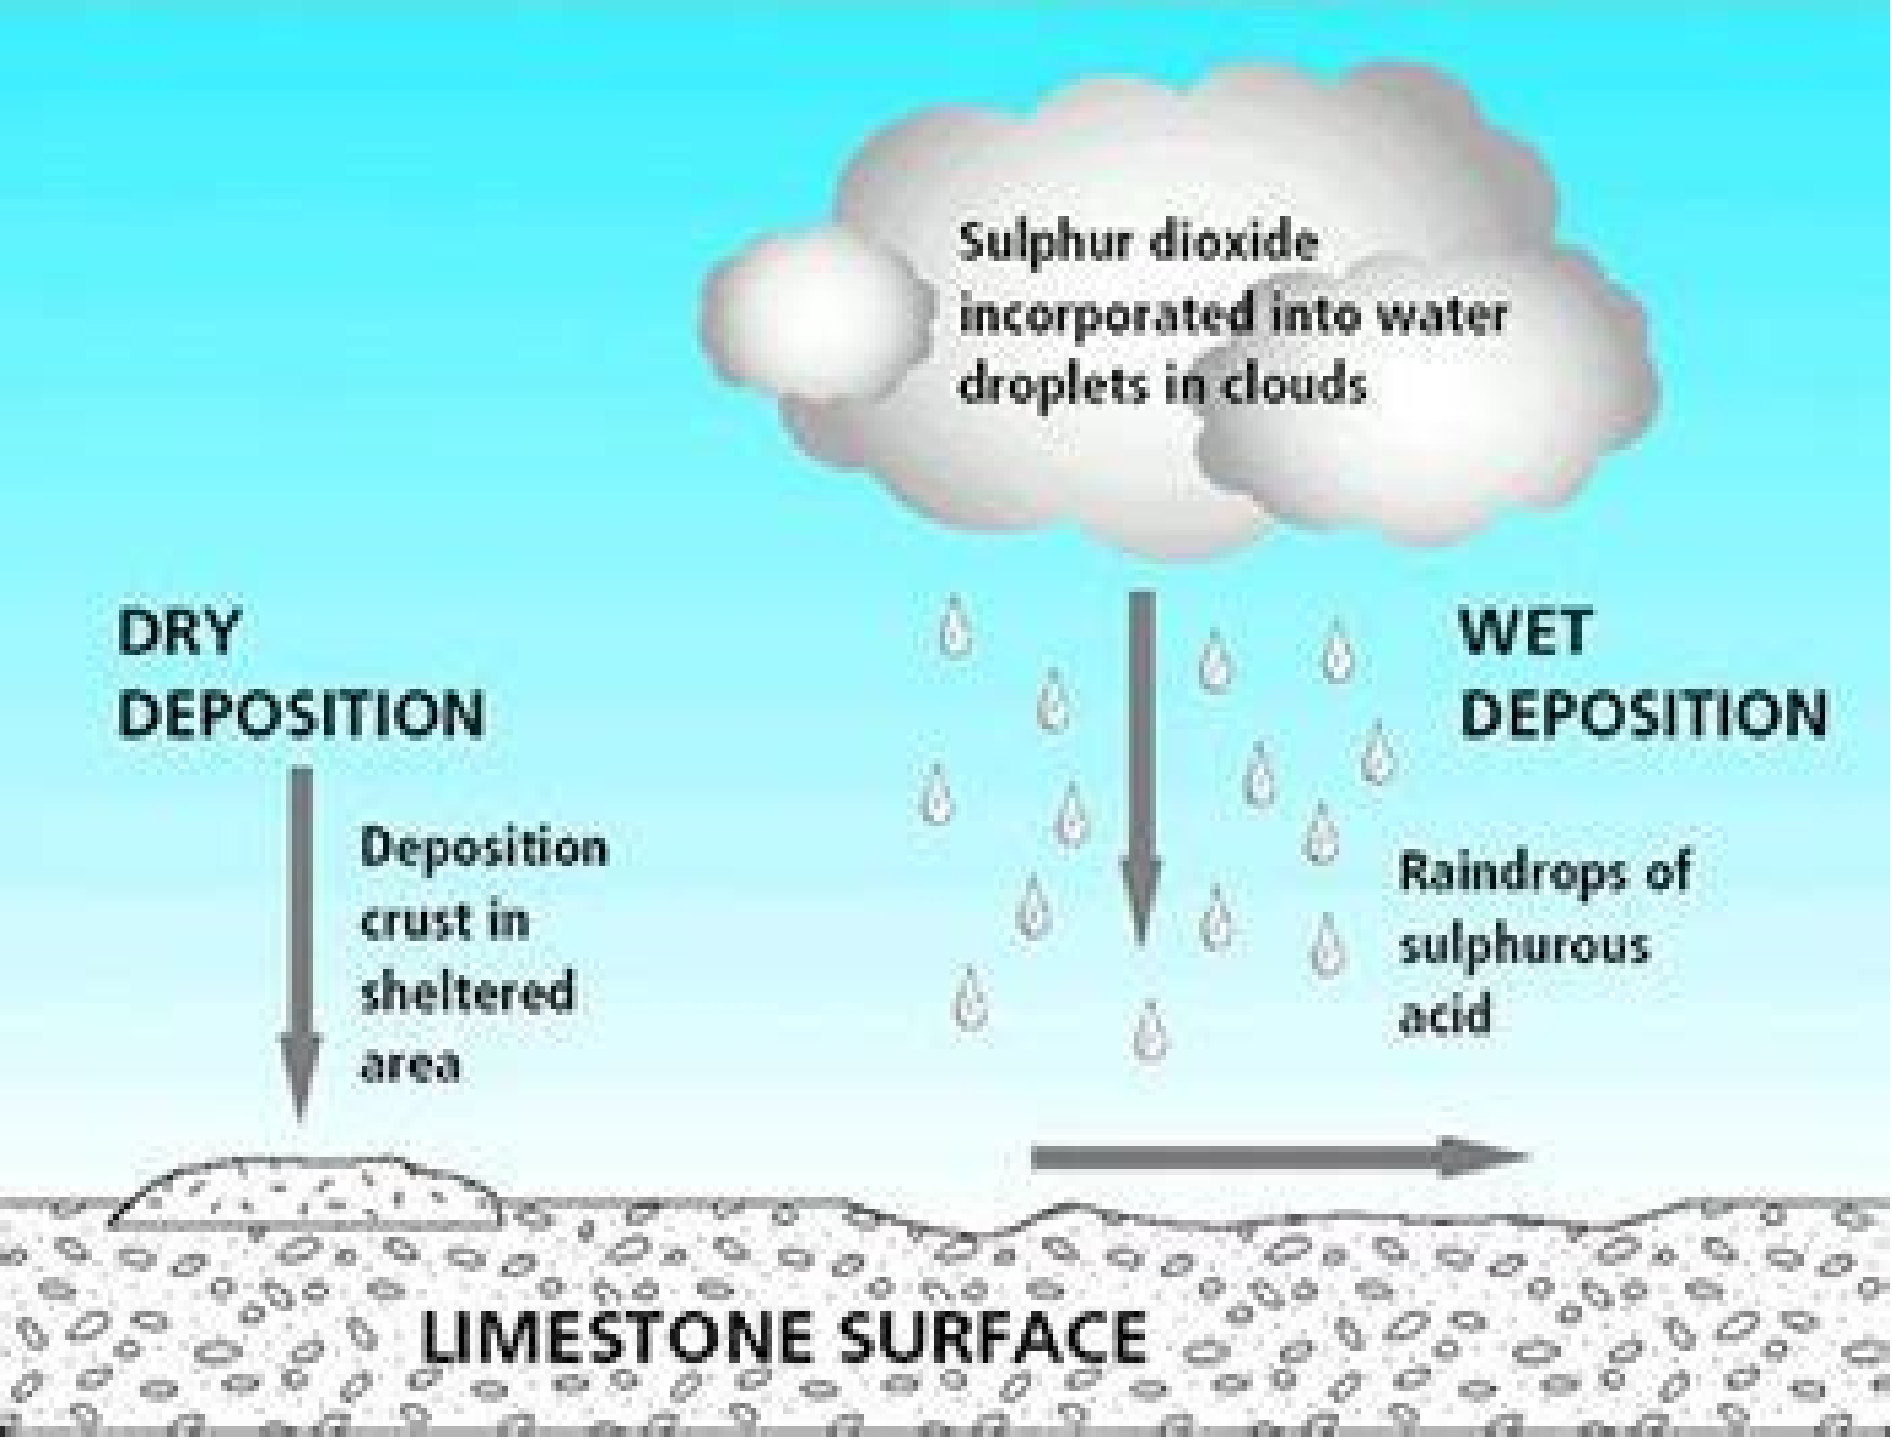 Sulphur dioxide
incorporated into water
droplets in clouds
DRY
DEPOSITION
WET
DEPOSITION
Deposition
crust in
sheltered
area
Raindrops of
sulphurous
acid
LIMESTONE SURFACE